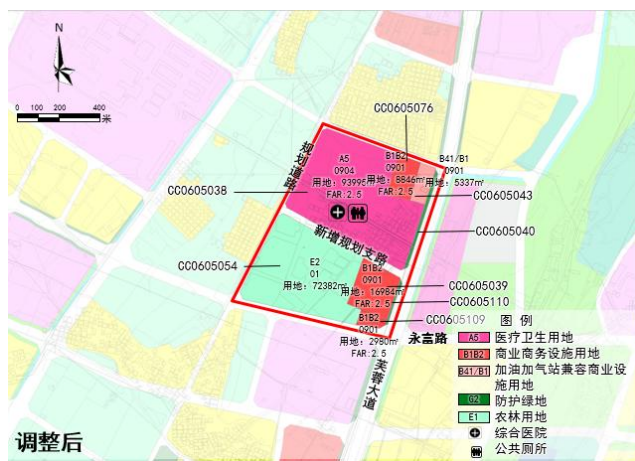 N
0 100 200 400
米
CC0605076
规划道路
A5
0904
用地：93995㎡
FAR:2.5
B1B2
0901
用地：8846㎡
FAR:2.5
B41/B1
0901
用地：5337㎡
CC0605038
CC0605043
CC0605040
新增规划支路
CC0605054
E2
01
用地：72382㎡
B1B2
0901
用地：16984㎡
FAR:2.5
CC0605039
CC0605110
B1B2
0901
用地：2980㎡
FAR:2.5
CC0605109
永富路
芙蓉大道
图 例
A5 医疗卫生用地
B1B2 商业商务设施用地
B41/B1 加油加气站兼容商业设
施用地
G2 防护绿地
E1 农林用地
综合医院
公共厕所
调整后